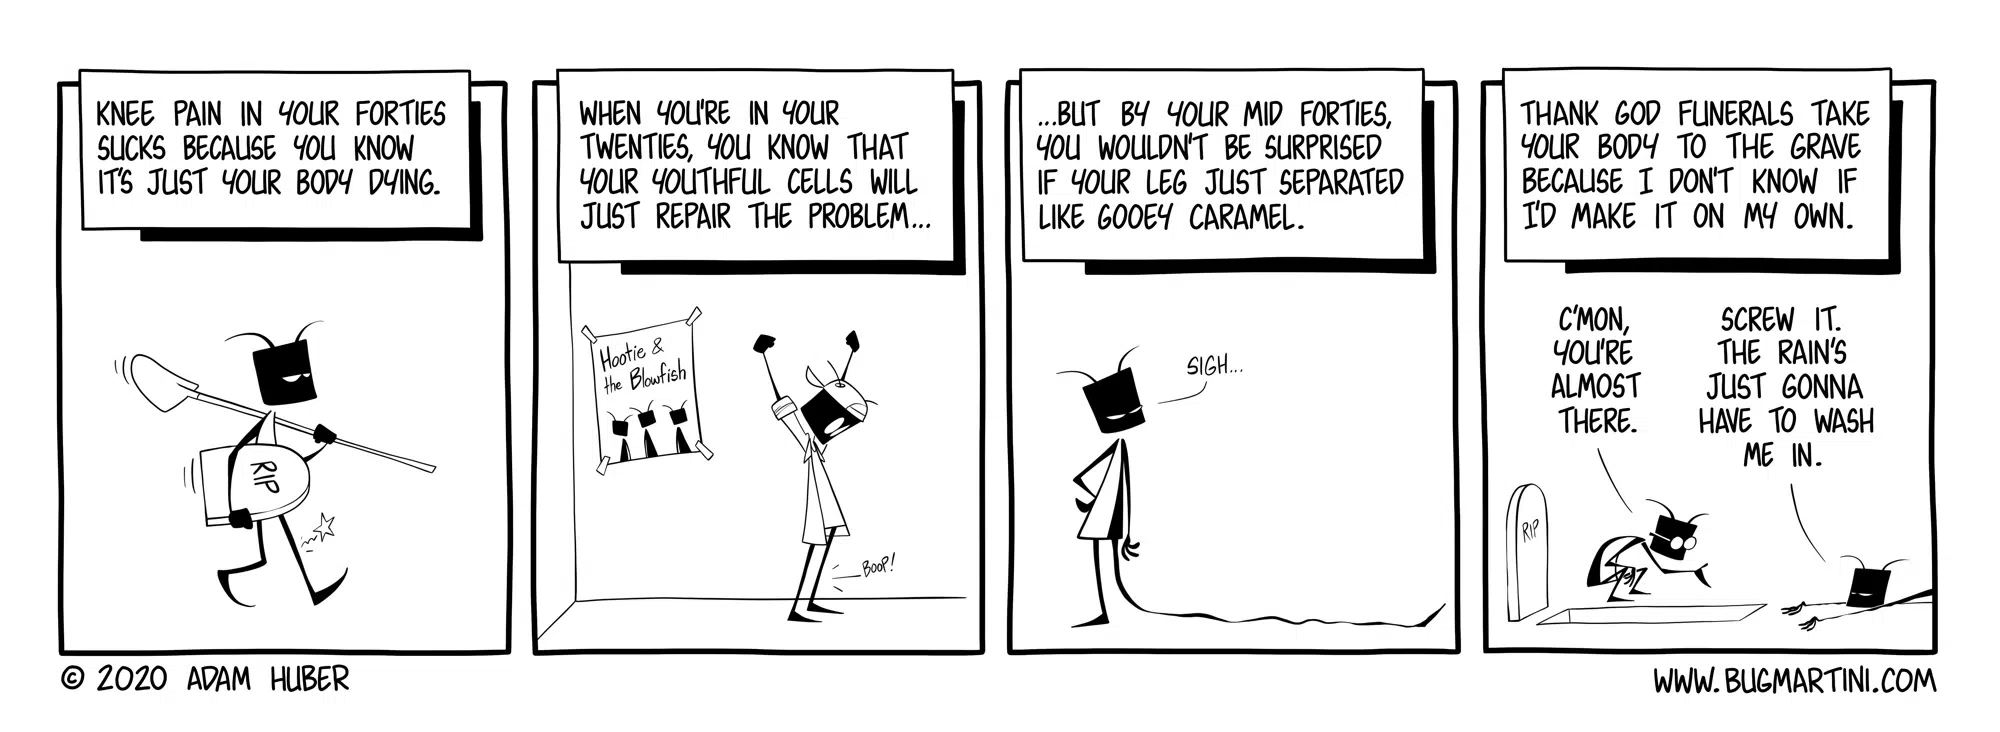 KNEE PAIN IN YOUR FORTIES
SUCKS BECAUSE YOU KNOW
IT'S JUST YOUR BODY DYING.
RIP
WHEN YOU'RE IN YOUR
TWENTIES, YOU KNOW THAT
YOUR YOUTHFUL CELLS WILL
JUST REPAIR THE PROBLEM...
Hootie &
the Blowfish
BOOP!
...BUT BY YOUR MID FORTIES,
YOU WOULDN'T BE SURPRISED
IF YOUR LEG JUST SEPARATED
LIKE GOOEY CARAMEL.
SIGH...
THANK GOD FUNERALS TAKE
YOUR BODY TO THE GRAVE
BECAUSE I DON'T KNOW IF
I'D MAKE IT ON MY OWN.
C'MON,
YOU'RE
ALMOST
THERE.
SCREW IT.
THE RAIN'S
JUST GONNA
HAVE TO WASH
ME IN.
RIP
© 2020 ADAM HUBER
WWW.BUGMARTINI.COM